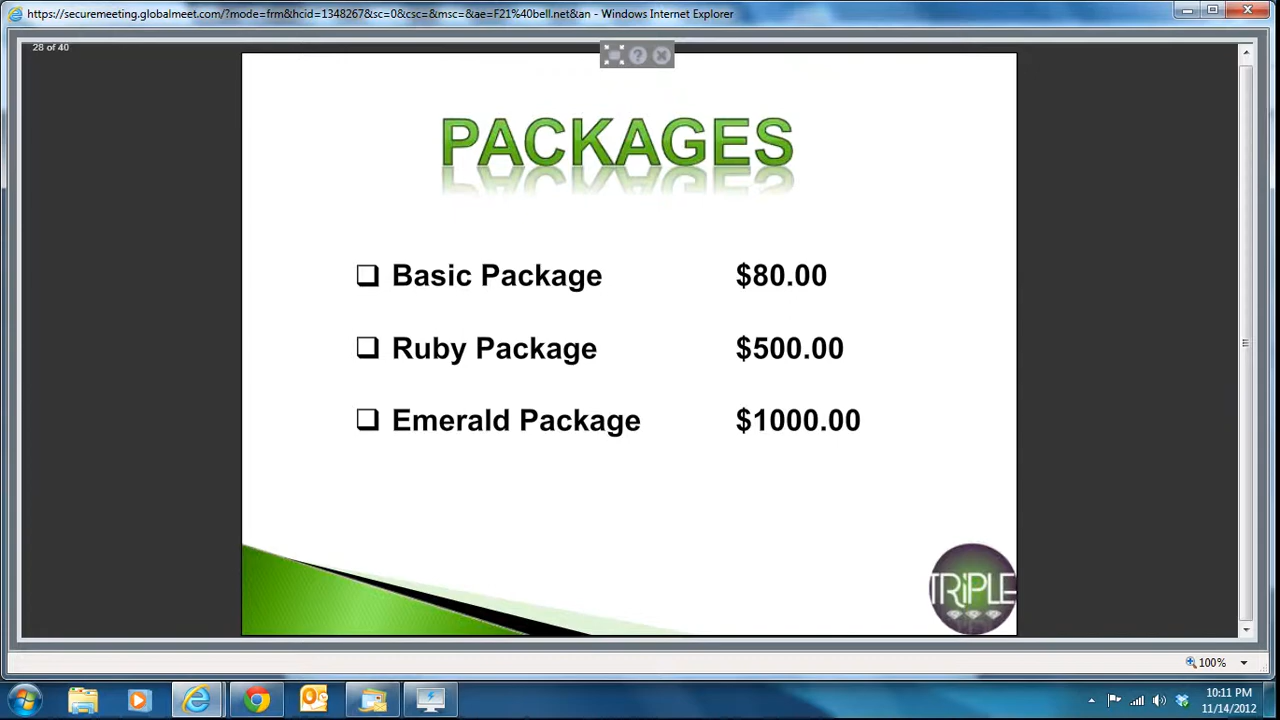 https://securemeeting.globalmeet.com/?mode=frm&hcid=1348267&sc=0&csc=&msc=&ae=F21%40bell.net&an - Windows Internet Explorer
28 of 40
PACKAGES
Basic Package $80.00
Ruby Package $500.00
Emerald Package $1000.00
TRiPLE
100%
10:11 PM
11/14/2012